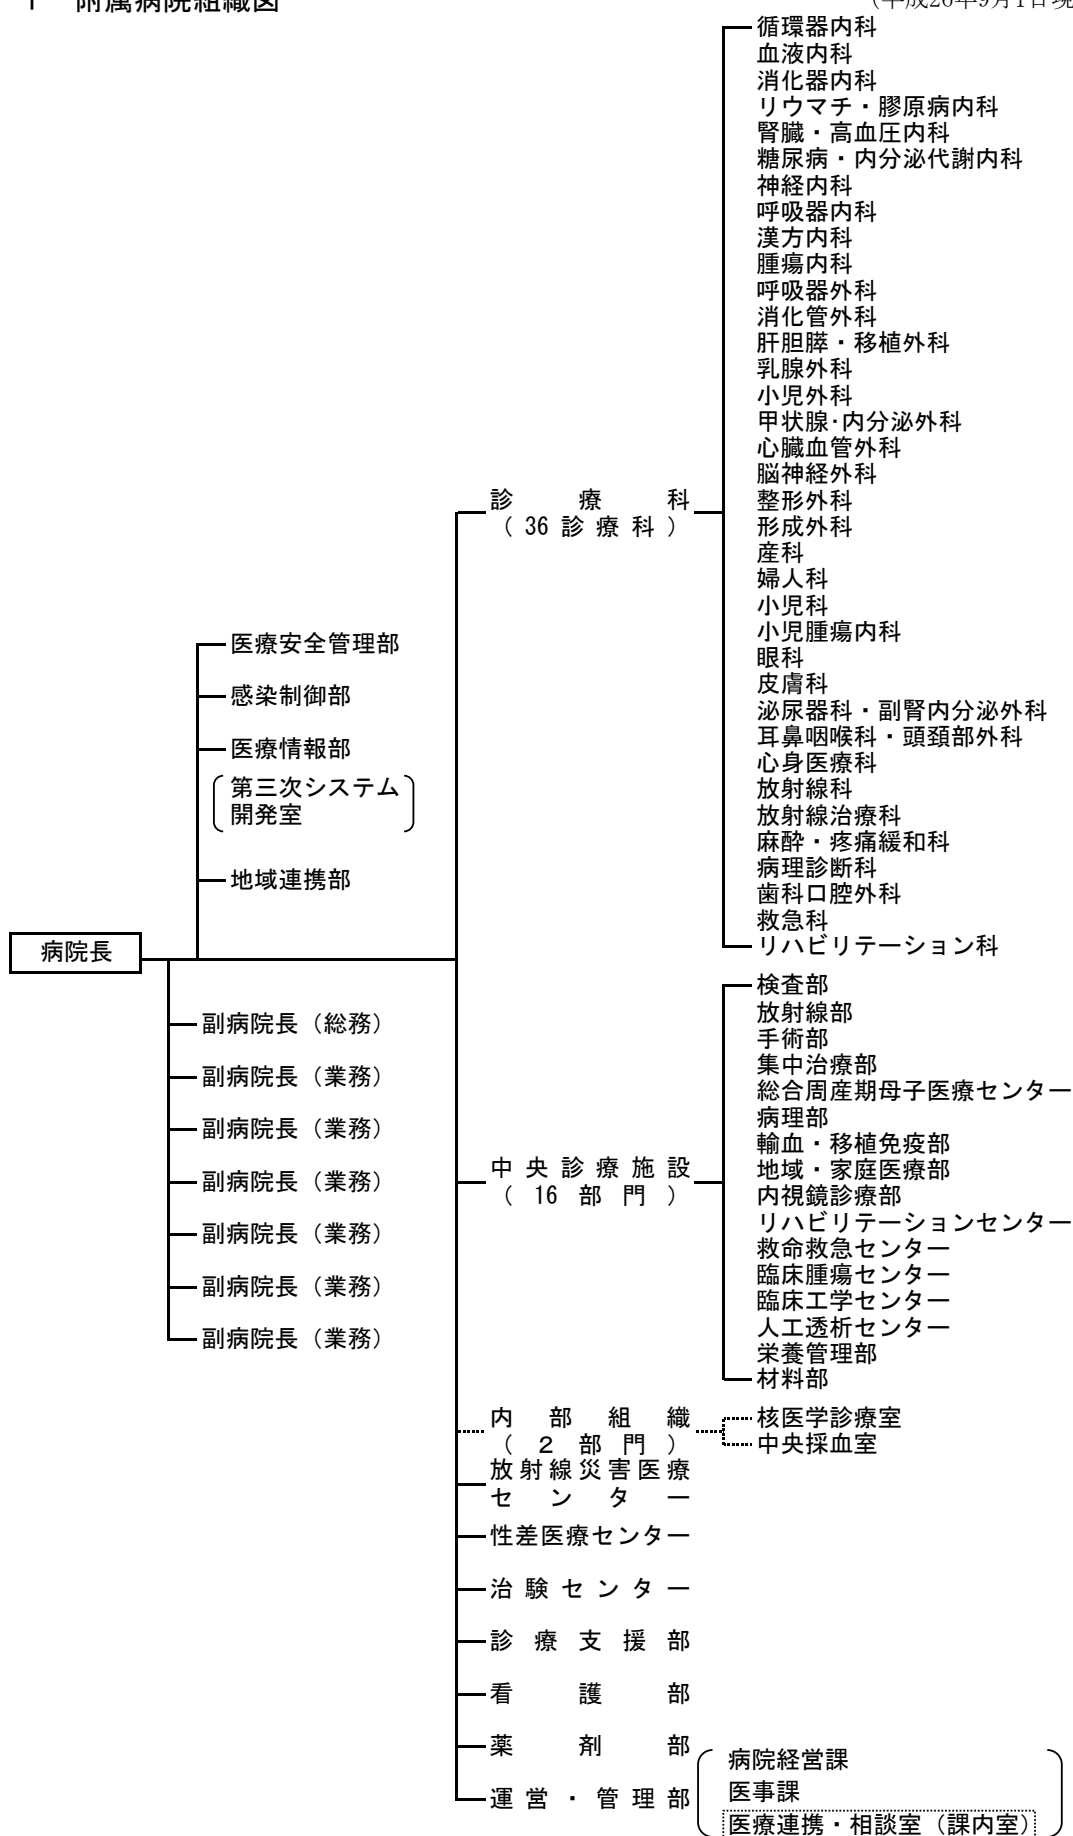 1 附属病院組織図
(平成26年9月1日現
病院長
医療安全管理部
感染制御部
医療情報部
第三次システム
開発室
地域連携部
副病院長（総務）
副病院長（業務）
副病院長（業務）
副病院長（業務）
副病院長（業務）
副病院長（業務）
副病院長（業務）
診療科
（36診療科）
循環器内科
血液内科
消化器内科
リウマチ・膠原病内科
腎臓・高血圧内科
糖尿病・内分泌代謝内科
神経内科
呼吸器内科
漢方内科
腫瘍内科
呼吸器外科
消化管外科
肝胆膵・移植外科
乳腺外科
小児外科
甲状腺・内分泌外科
心臓血管外科
脳神経外科
整形外科
形成外科
産科
婦人科
小児科
小児腫瘍内科
眼科
皮膚科
泌尿器科・副腎内分泌外科
耳鼻咽喉科・頭頚部外科
心身医療科
放射線科
放射線治療科
麻酔・疼痛緩和科
病理診断科
歯科口腔外科
救急科
リハビリテーション科
中央診療施設
（16部門）
検査部
放射線部
手術部
集中治療部
総合周産期母子医療センター
病理部
輸血・移植免疫部
地域・家庭医療部
内視鏡診療部
リハビリテーションセンター
救命救急センター
臨床腫瘍センター
臨床工学センター
人工透析センター
栄養管理部
材料部
内部組織
（2部門）
核医学診療室
中央採血室
放射線災害医療
センター
性差医療センター
治験センター
診療支援部
看護部
薬剤部
運営・管理部
病院経営課
医事課
医療連携・相談室（課内室）